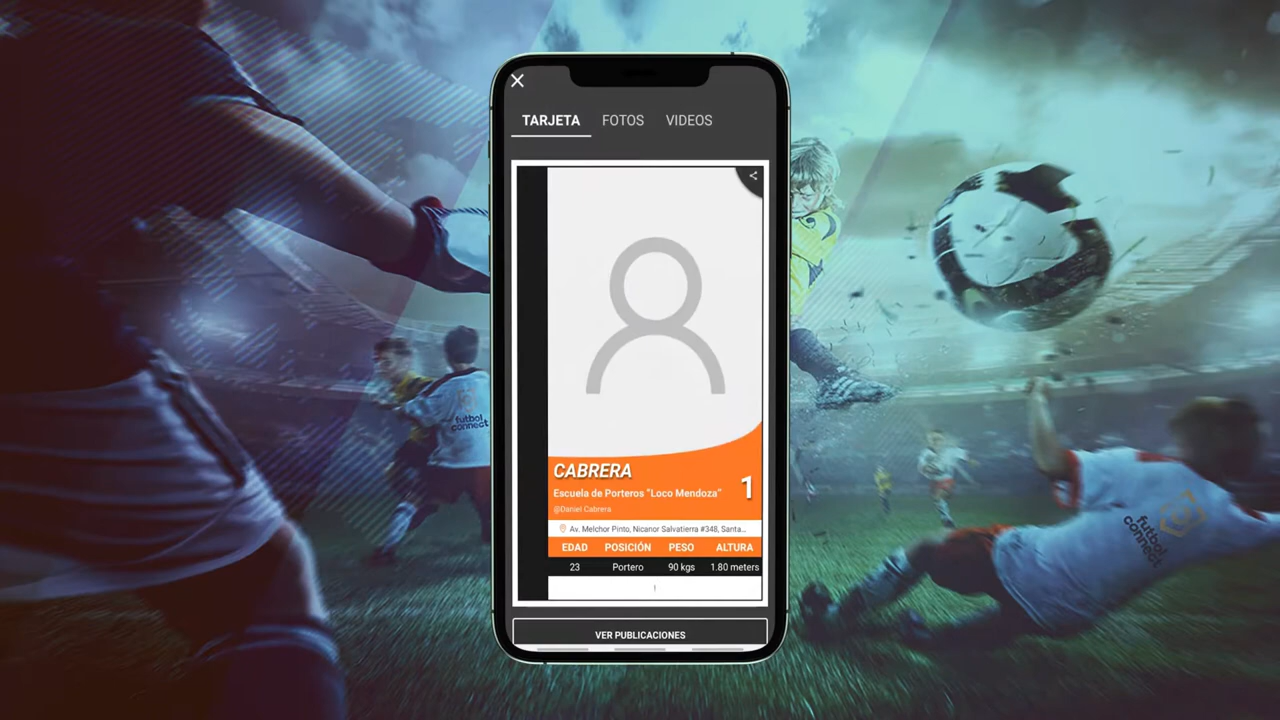 TARJETA FOTOS VIDEOS
CABRERA
1
Escuela de Porteros "Loco Mendoza"
@Daniel Cabrera
Av. Melchor Pinto, Nicanor Salvatierra #348, Santa...
EDAD POSICIÓN PESO ALTURA
23 Portero 90 kgs 1.80 meters
VER PUBLICACIONES
futbol
connect
futbol
connect